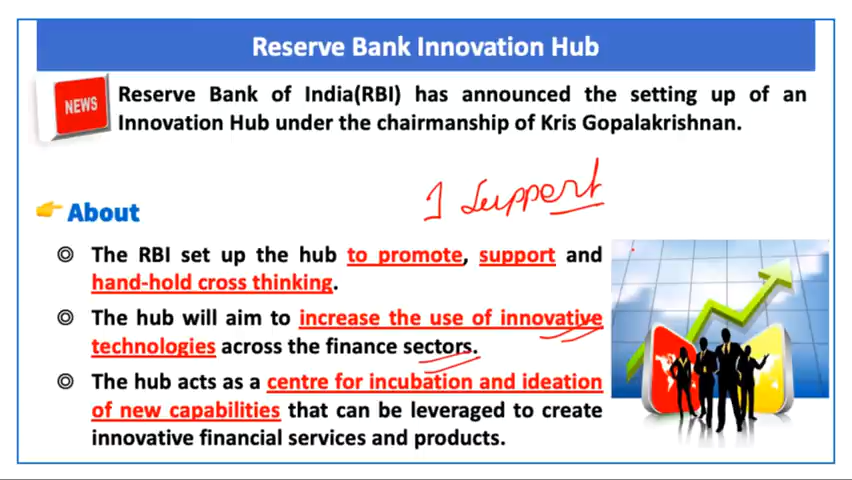 Reserve Bank Innovation Hub
NEWS
Reserve Bank of India(RBI) has announced the setting up of an
Innovation Hub under the chairmanship of Kris Gopalakrishnan.
Support
About
The RBI set up the hub to promote, support and
hand-hold cross thinking.
The hub will aim to increase the use of innovative
technologies across the finance sectors.
The hub acts as a centre for incubation and ideation
of new capabilities that can be leveraged to create
innovative financial services and products.